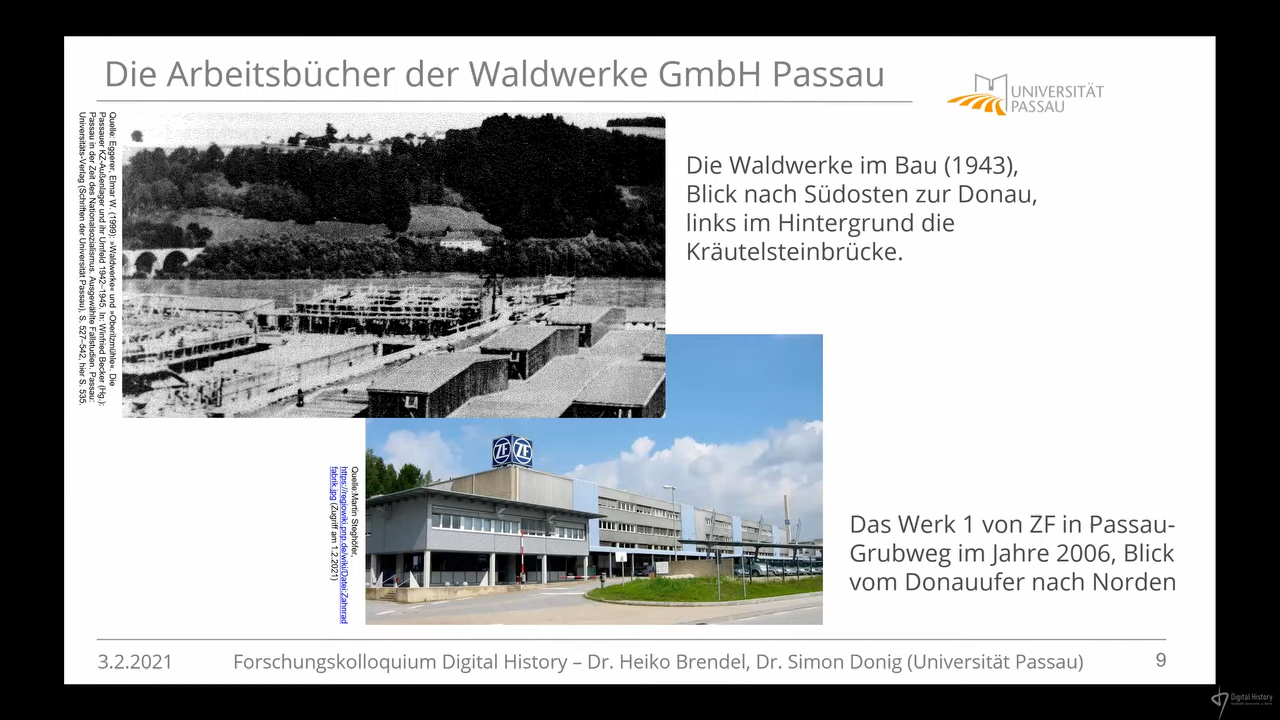 Die Arbeitsbücher der Waldwerke GmbH Passau
UNIVERSITÄT
PASSAU
Quelle: Eggerer, Elmar W. (1999): »Waldwerke« und »Oberilzmühle«. Die
Passauer KZ-Außenlager und ihr Umfeld 1942–1945. In: Winfried Becker (Hg.):
Passau in der Zeit des Nationalsozialismus. Ausgewählte Fallstudien. Passau:
Universitäts-Verlag (Schriften der Universität Passau), S. 527–542, hier S. 535.
Die Waldwerke im Bau (1943),
Blick nach Südosten zur Donau,
links im Hintergrund die
Kräutelsteinbrücke.
ZF ZF
Quelle:Martin Steghöfer,
https://regiowiki.pnp.de/wiki/Datei:Zahnrad
fabrik.jpg (Zugriff am 1.2.2021)
Das Werk 1 von ZF in Passau-
Grubweg im Jahre 2006, Blick
vom Donauufer nach Norden
3.2.2021 Forschungskolloquium Digital History – Dr. Heiko Brendel, Dr. Simon Donig (Universität Passau) 9
Digital History